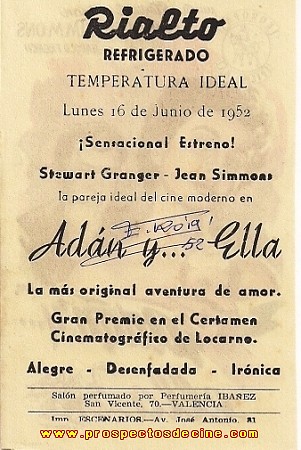 Rialto
REFRIGERADO
TEMPERATURA IDEAL
Lunes 16 de Junio de 1952
¡Sensacional Estreno!
Stewart Granger - Jean Simmons
la pareja ideal del cine moderno en
Adán y... Ella
52
La más original aventura de amor.
Gran Premio en el Certamen
Cinematográfico de Locarno.
Alegre - Desenfadada - Irónica
Salón perfumado por Perfumería IBAÑEZ
San Vicente, 70.—VALENCIA
Imp. ESCENARIOS.—Av. José Antonio, 81
www.prospectosdecine.com